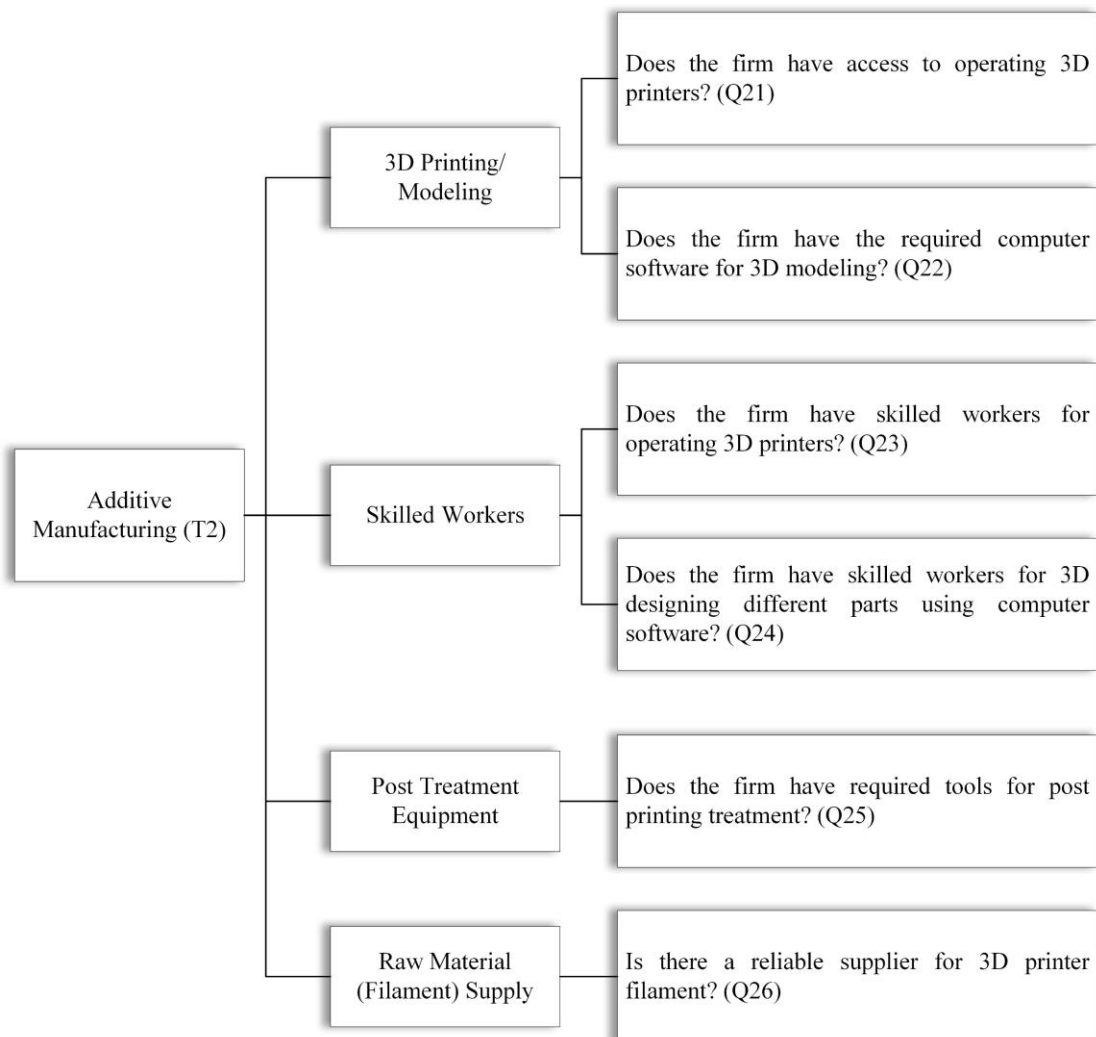 Additive
Manufacturing (T2)
3D Printing/
Modeling
Does the firm have access to operating 3D
printers? (Q21)
Does the firm have the required computer
software for 3D modeling? (Q22)
Skilled Workers
Does the firm have skilled workers for
operating 3D printers? (Q23)
Does the firm have skilled workers for 3D
designing different parts using computer
software? (Q24)
Post Treatment
Equipment
Does the firm have required tools for post
printing treatment? (Q25)
Raw Material
(Filament) Supply
Is there a reliable supplier for 3D printer
filament? (Q26)